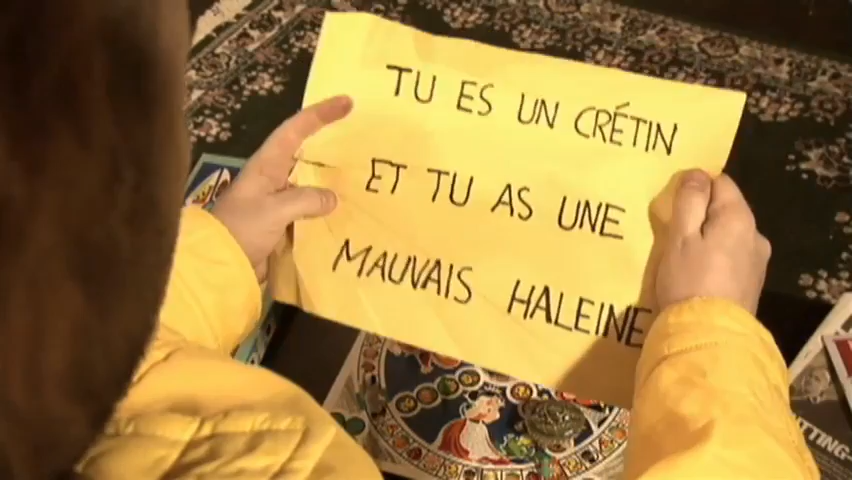 TU ES UN CRÉTIN
ET TU AS UNE
MAUVAIS HALEINE